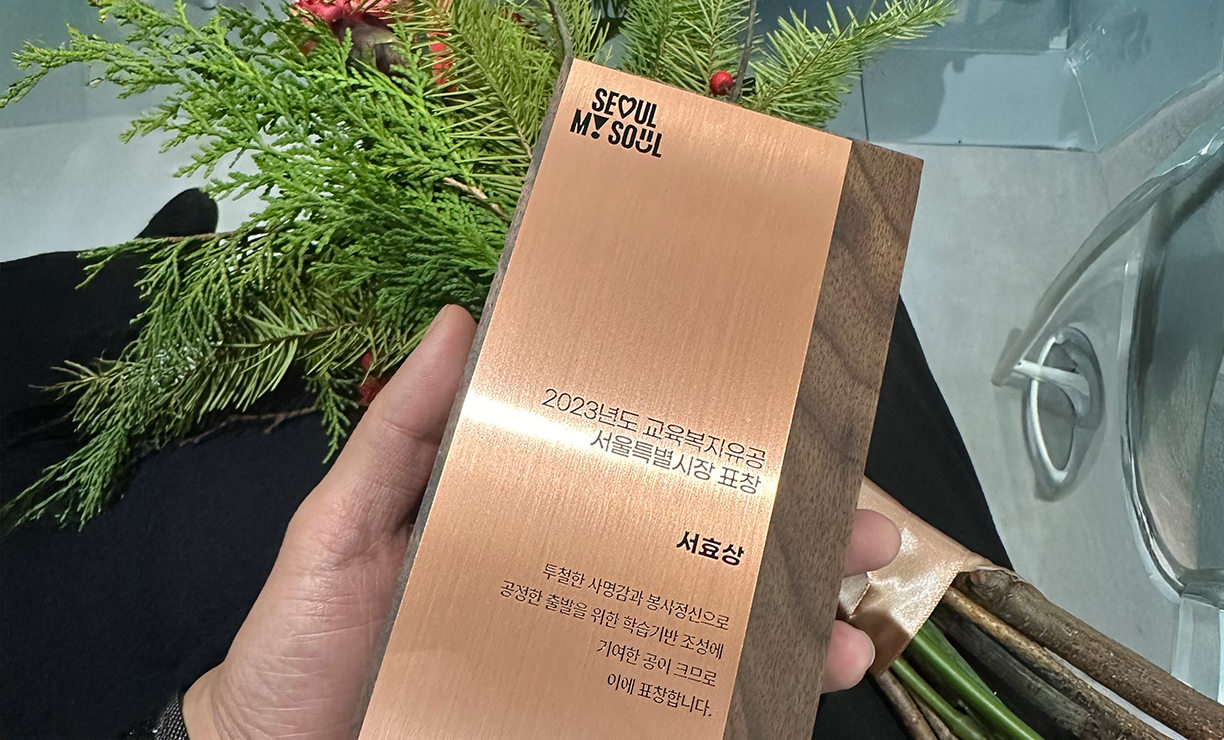 SEOUL
MY SOUL
2023년도 교육복지유공
서울특별시장 표창
서효상
투철한 사명감과 봉사정신으로
공정한 출발을 위한 학습기반 조성에
기여한 공이 크므로
이에 표창합니다.